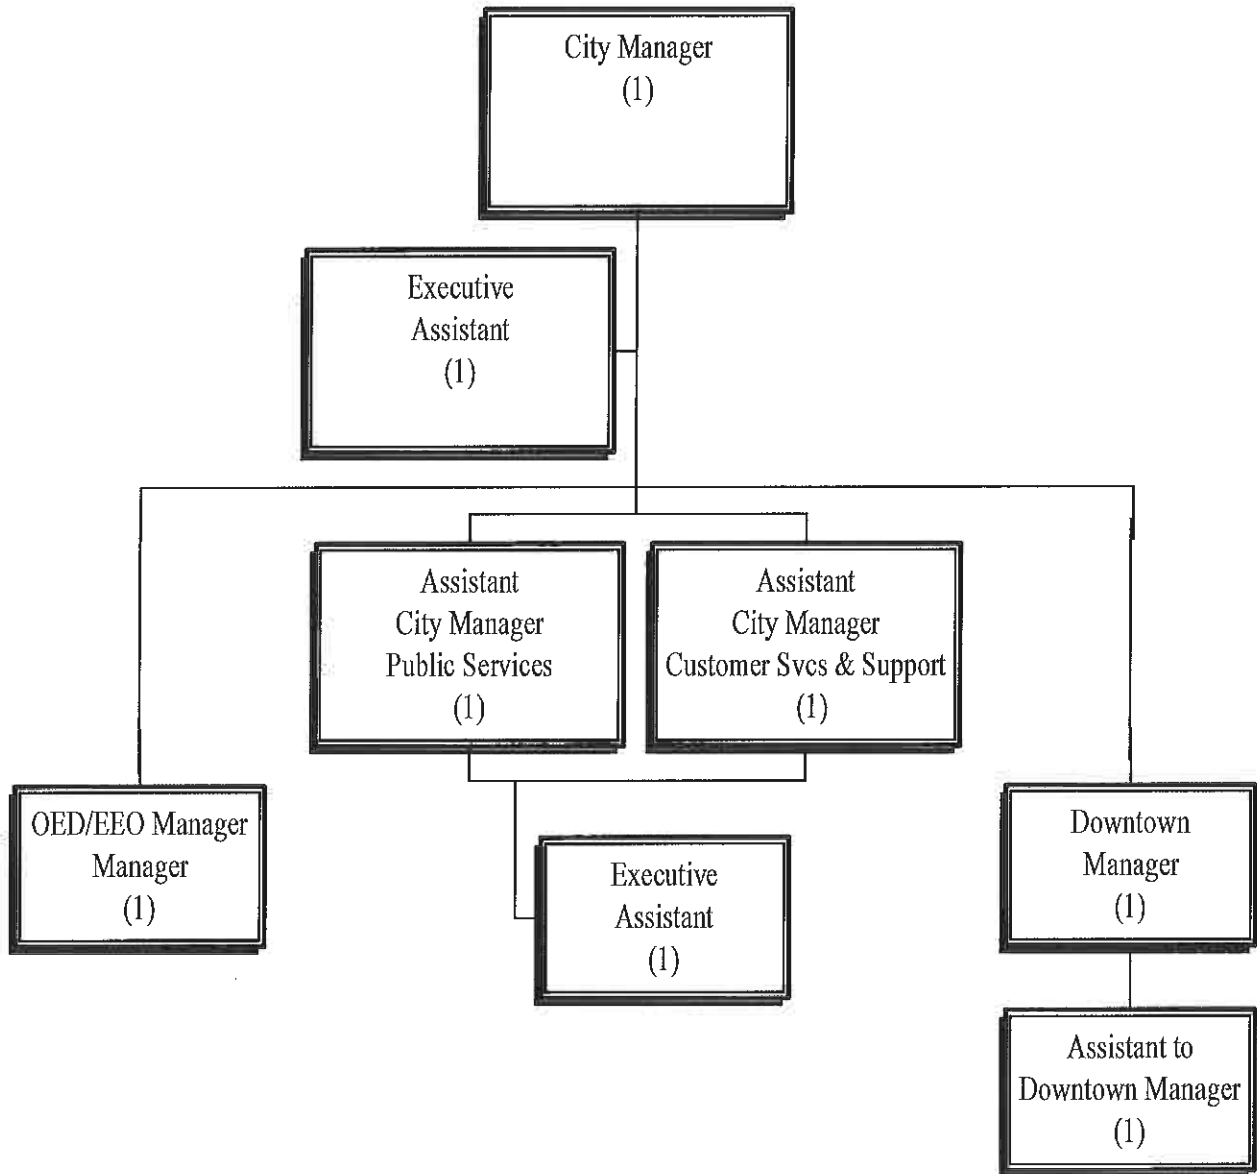 City Manager
(1)
Executive
Assistant
(1)
Assistant
City Manager
Public Services
(1)
Assistant
City Manager
Customer Svcs & Support
(1)
OED/EEO Manager
Manager
(1)
Executive
Assistant
(1)
Downtown
Manager
(1)
Assistant to
Downtown Manager
(1)